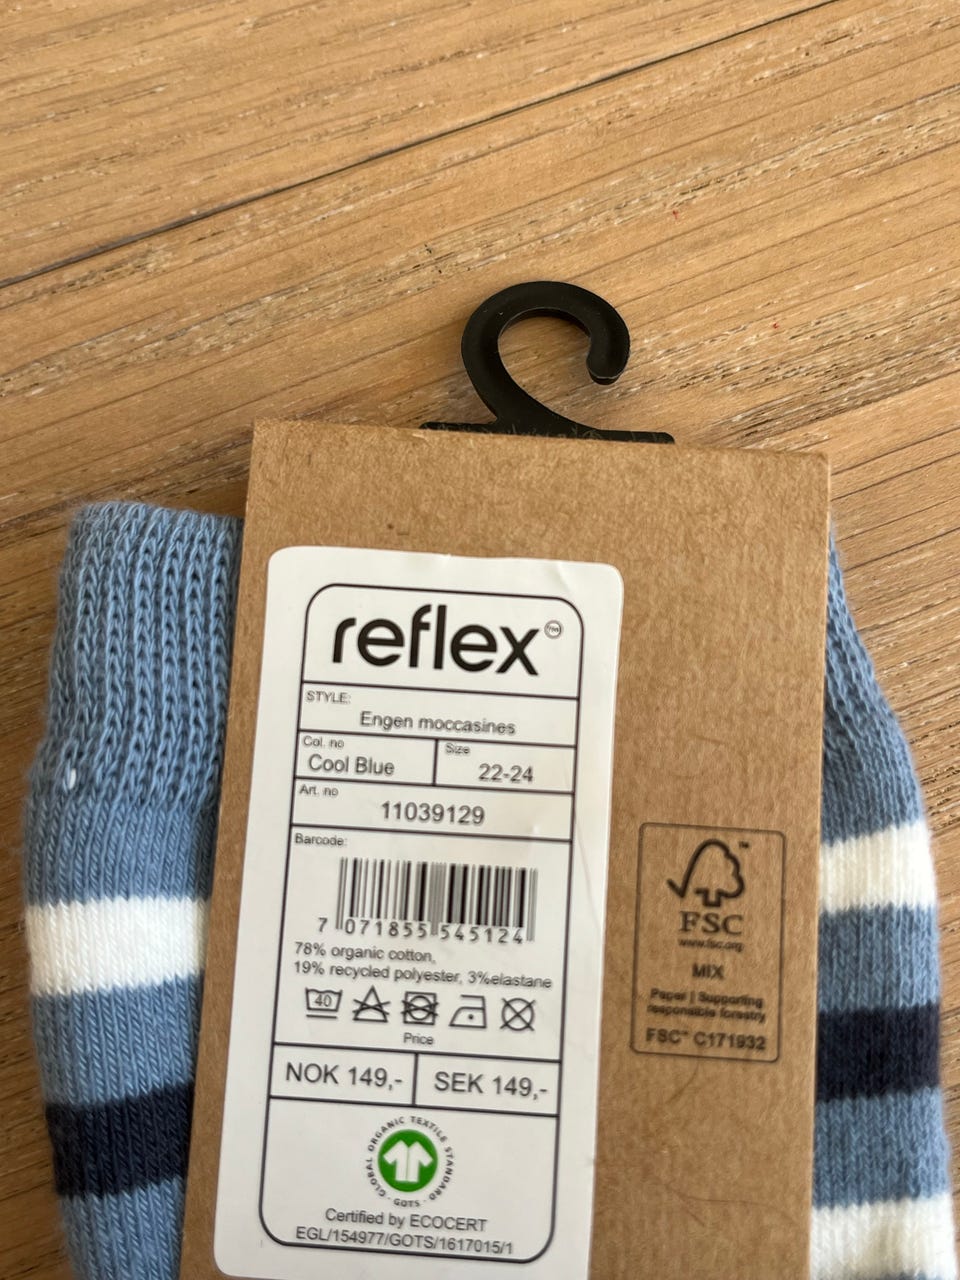 reflex
STYLE:
Engen moccasines
Col. no
Cool Blue
Size
22-24
Art. no
11039129
Barcode:
7 071855 545124
78% organic cotton,
19% recycled polyester, 3%elastane
40
Price
NOK 149,-
SEK 149,-
GLOBAL ORGANIC TEXTILE STANDARD
· GOTS ·
Certified by ECOCERT
EGL/154977/GOTS/1617015/1
FSC
™
www.fsc.org
MIX
Paper | Supporting
responsible forestry
FSC™ C171932